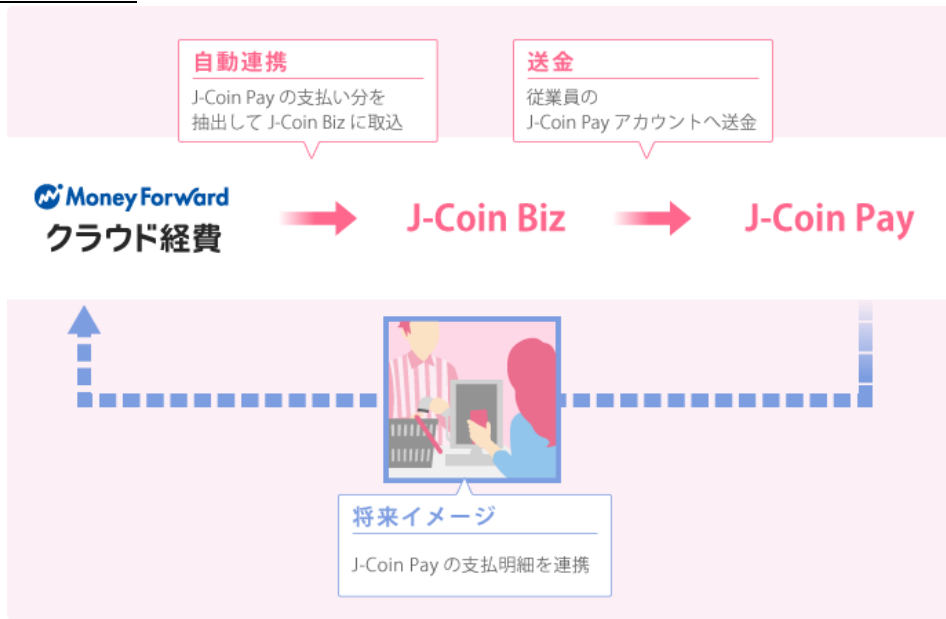 自動連携
J-Coin Pay の支払い分を
抽出して J-Coin Biz に取込
送金
従業員の
J-Coin Pay アカウントへ送金
Money Forward
クラウド経費
J-Coin Biz
J-Coin Pay
将来イメージ
J-Coin Pay の支払明細を連携